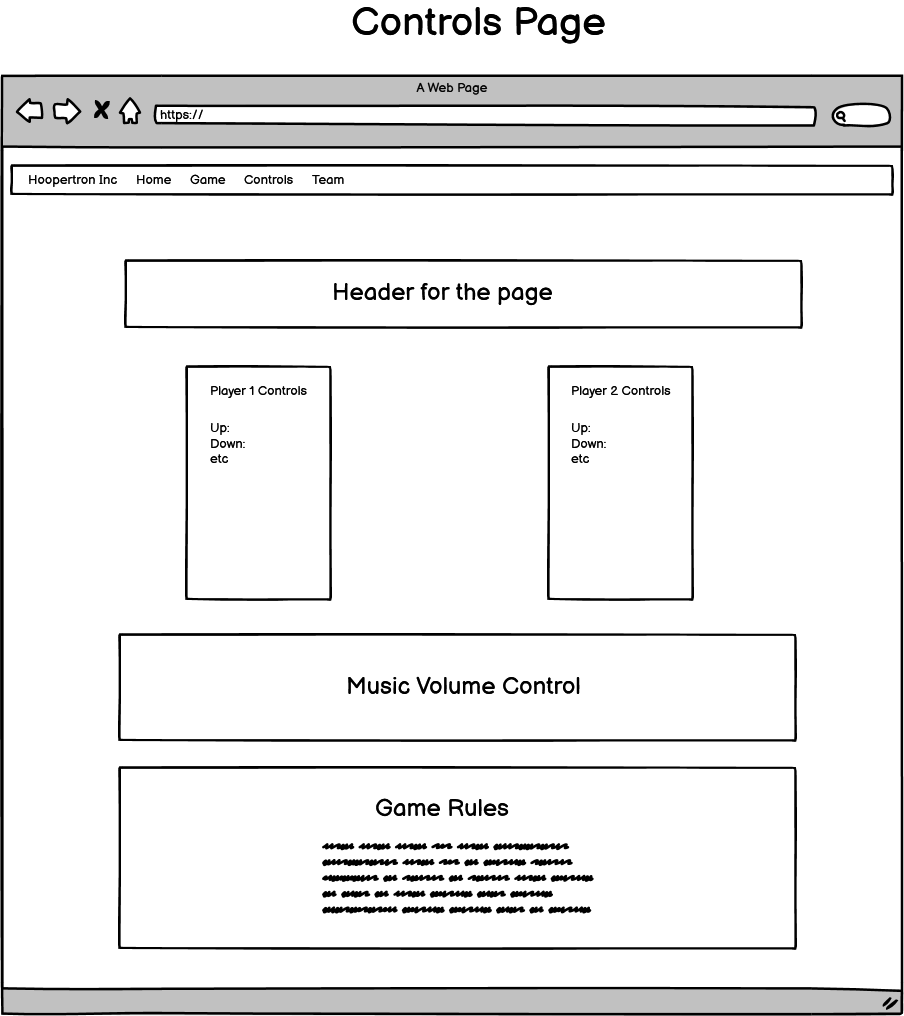 Controls Page
A Web Page
https://
Hoopertron Inc Home Game Controls Team
Header for the page
Player 1 Controls
Up:
Down:
etc
Player 2 Controls
Up:
Down:
etc
Music Volume Control
Game Rules